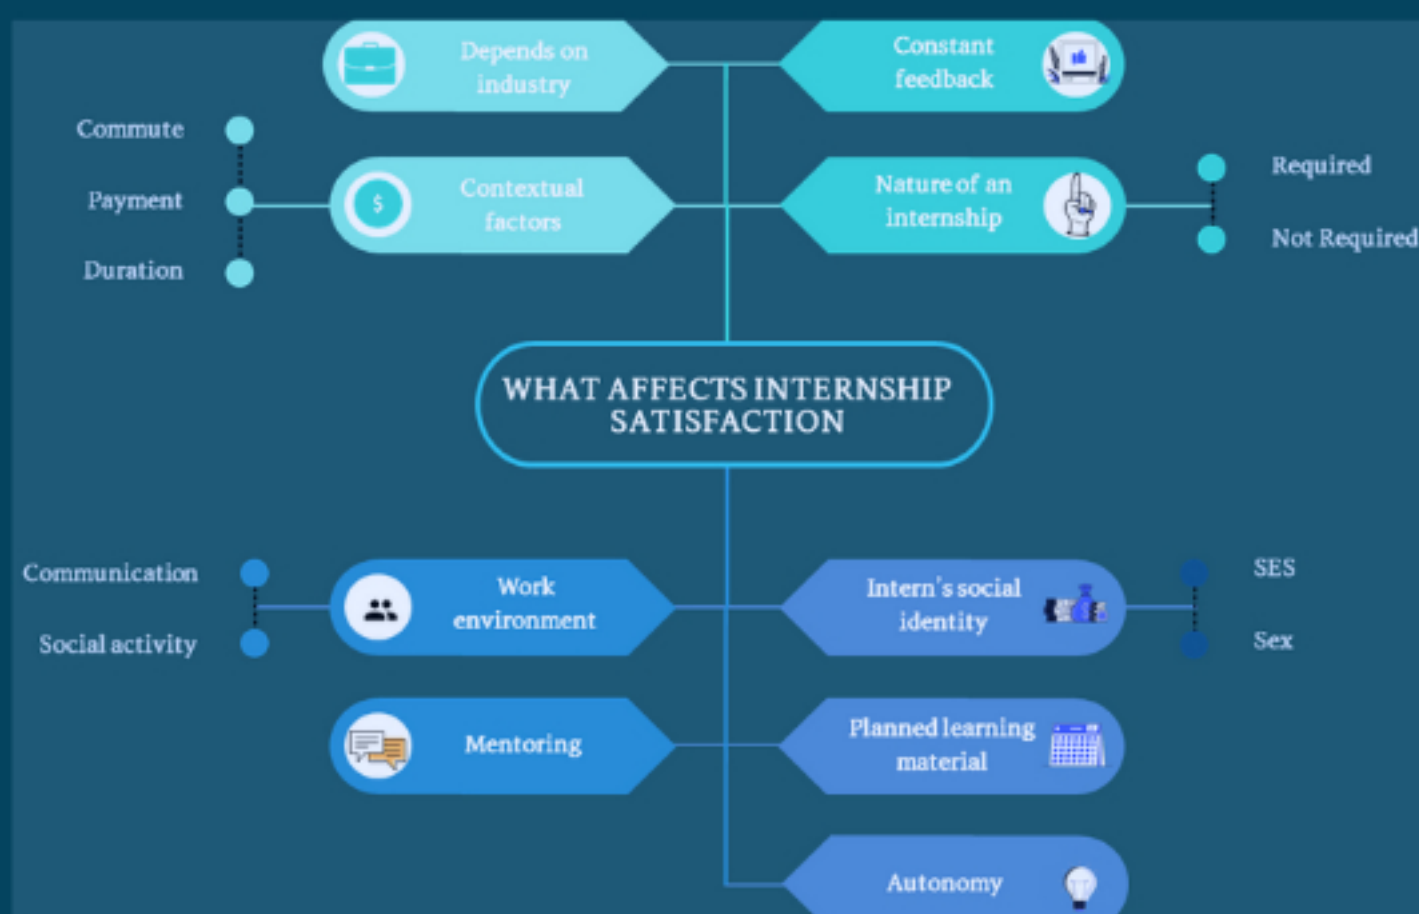 Depends on
industry
Constant
feedback
Commute
Payment
Duration
Contextual
factors
$
Nature of an
internship
Required
Not Required
WHAT AFFECTS INTERNSHIP
SATISFACTION
Communication
Social activity
Work
environment
Intern's social
identity
SES
Sex
Mentoring
Planned learning
material
Autonomy